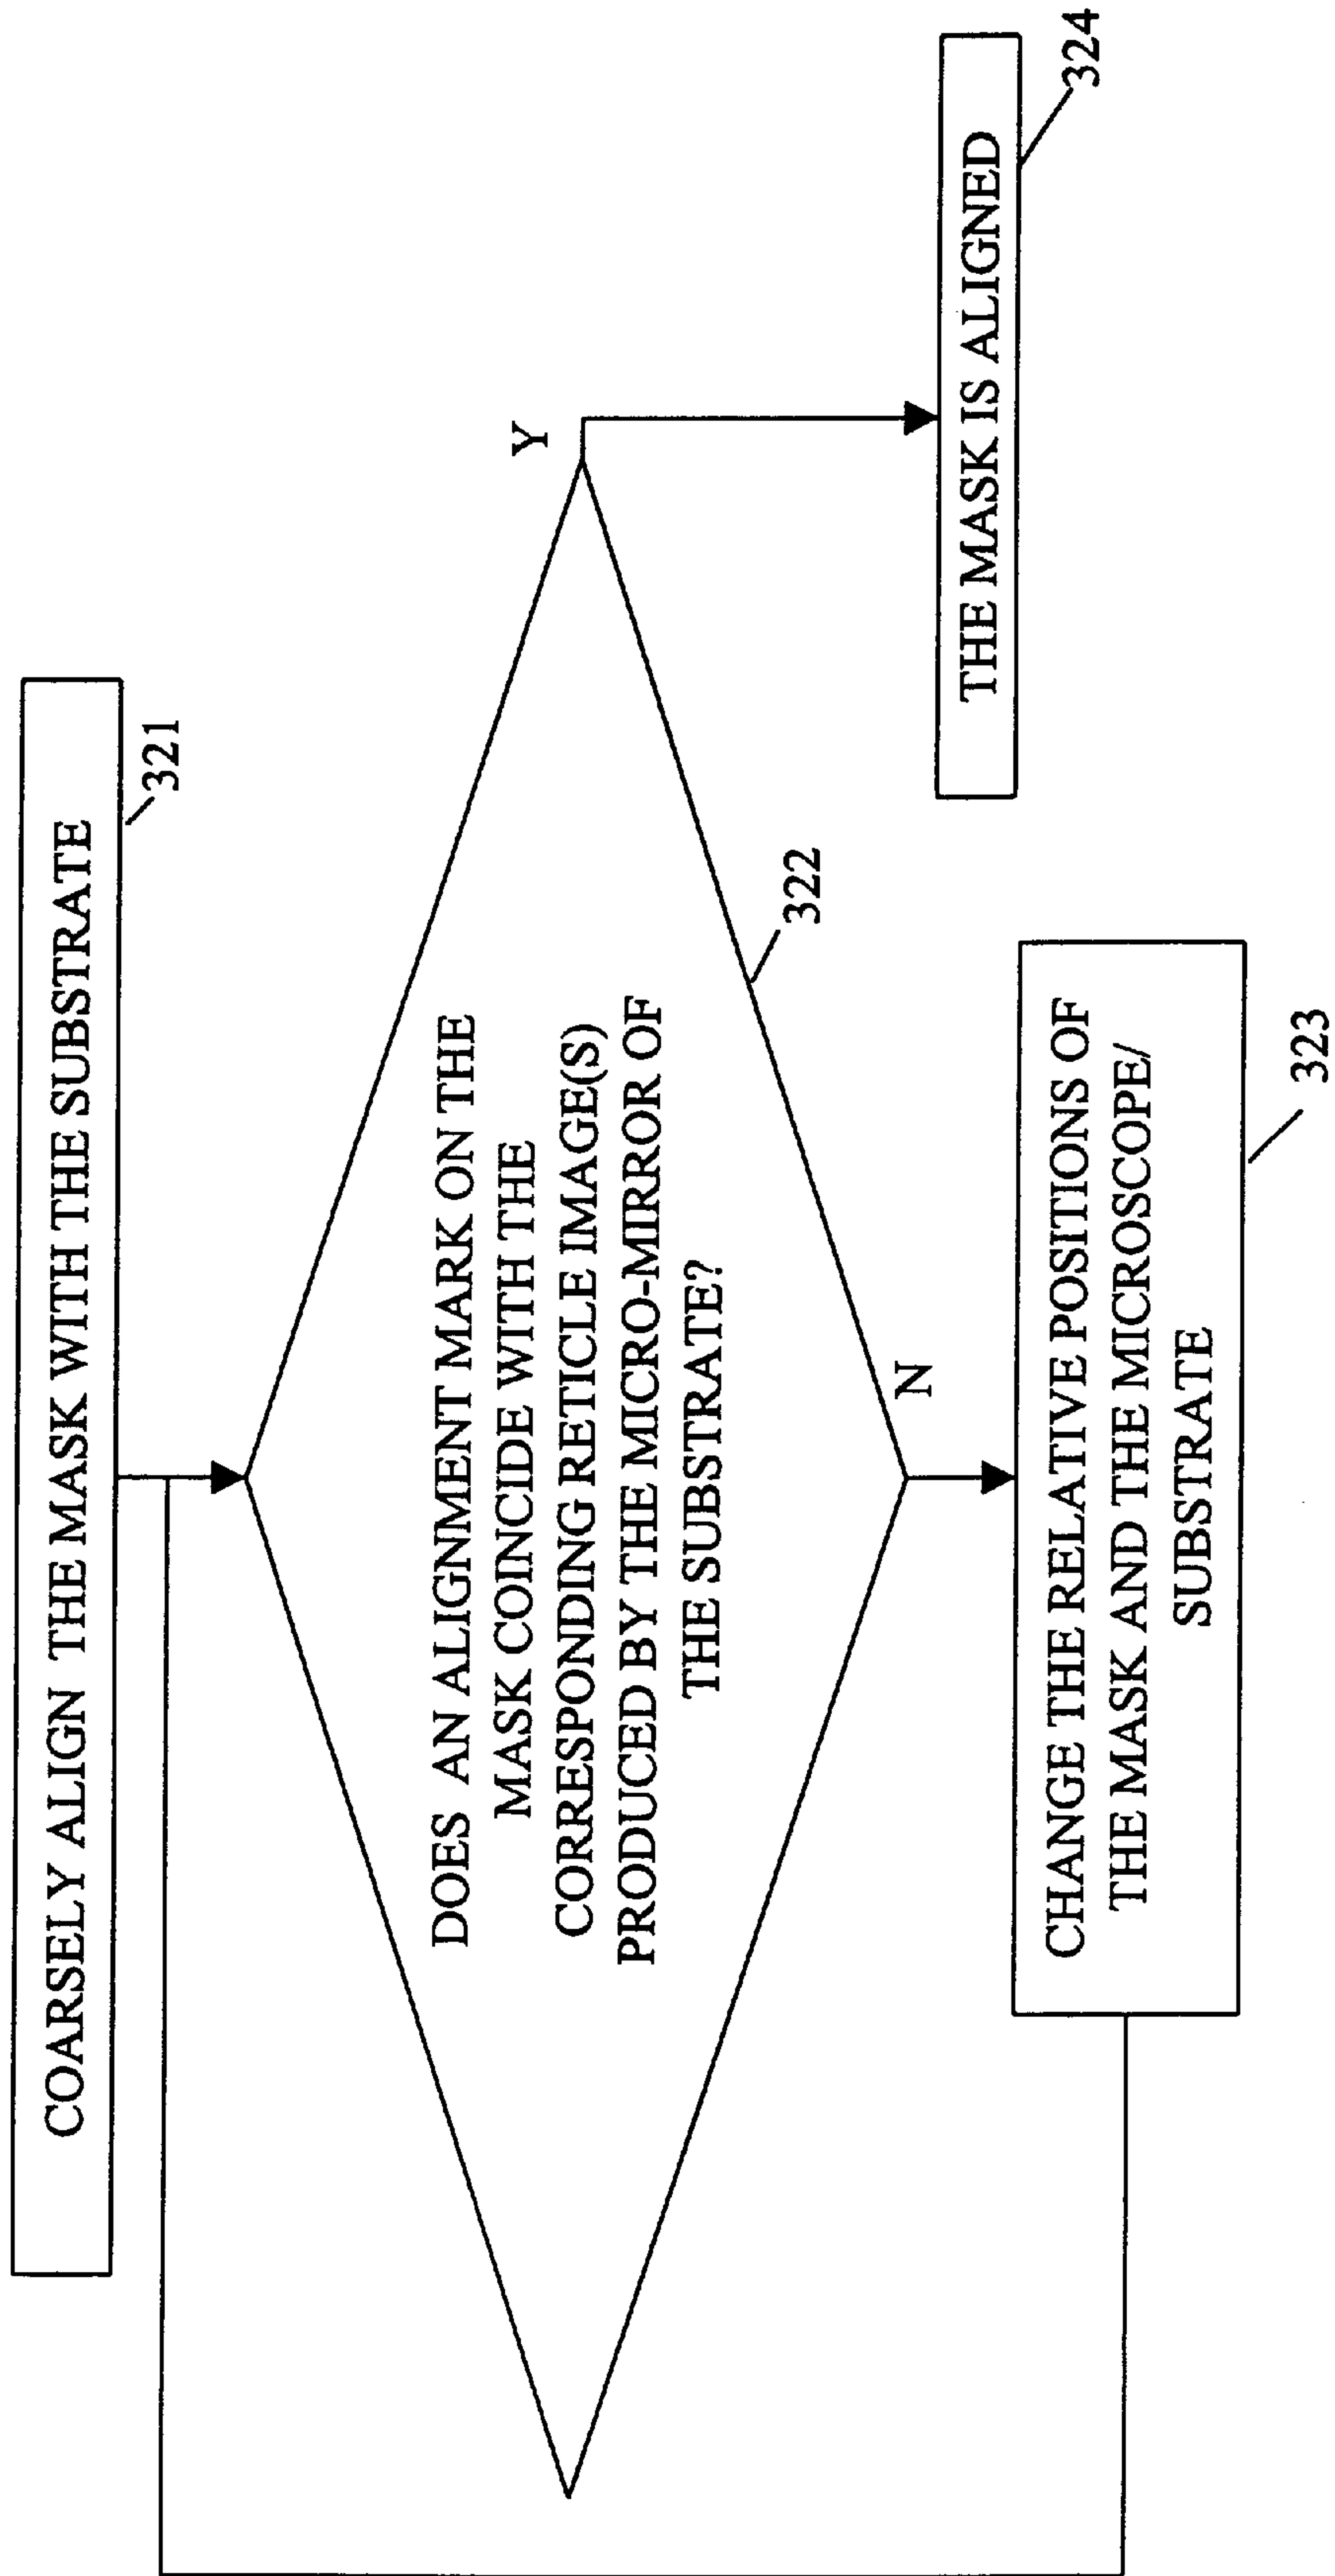 COARSELY ALIGN THE MASK WITH THE SUBSTRATE
321
DOES AN ALIGNMENT MARK ON THE
MASK COINCIDE WITH THE
CORRESPONDING RETICLE IMAGE(S)
PRODUCED BY THE MICRO-MIRROR OF
THE SUBSTRATE?
322
Y
N
CHANGE THE RELATIVE POSITIONS OF
THE MASK AND THE MICROSCOPE/
SUBSTRATE
323
THE MASK IS ALIGNED
324